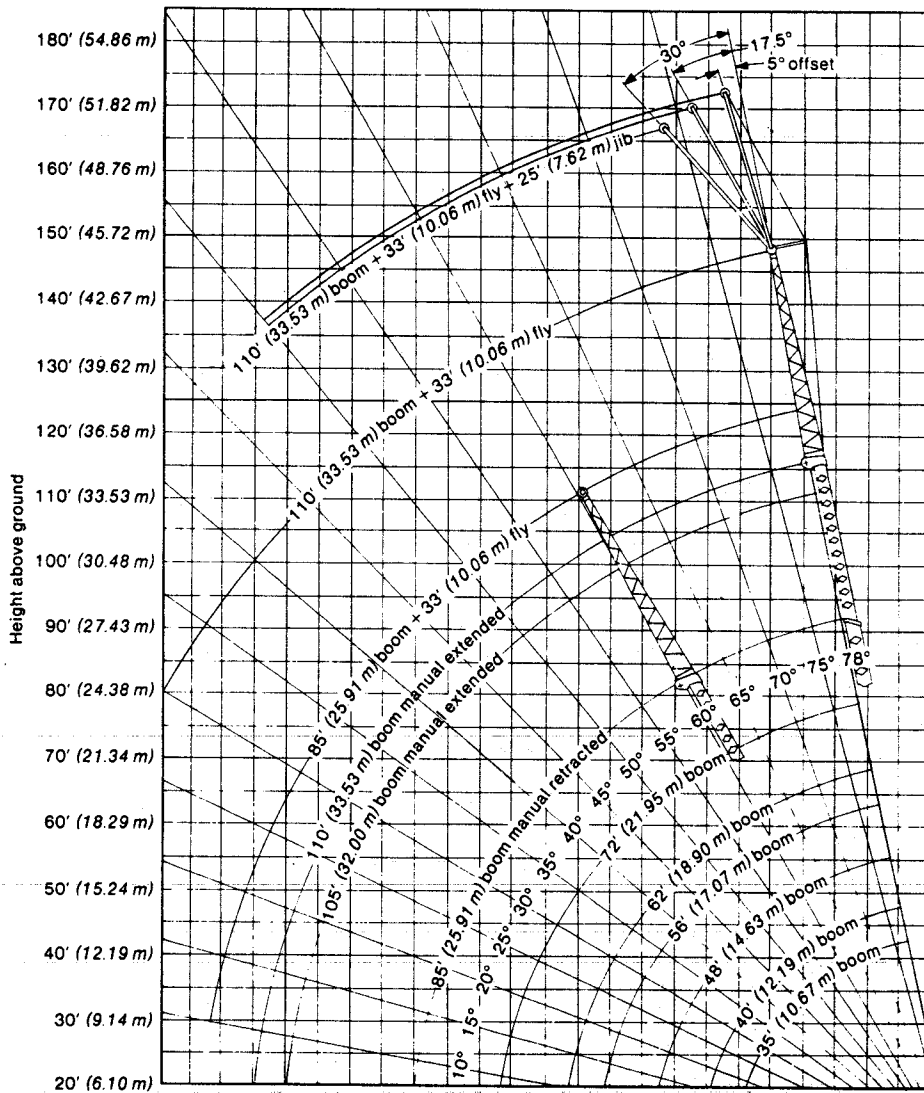 180' (54.86 m)
170' (51.82 m)
160' (48.76 m)
150' (45.72 m)
140' (42.67 m)
130' (39.62 m)
120' (36.58 m)
110' (33.53 m)
100' (30.48 m)
90' (27.43 m)
80' (24.38 m)
70' (21.34 m)
60' (18.29 m)
50' (15.24 m)
40' (12.19 m)
30' (9.14 m)
20' (6.10 m)
Height above ground
30°
17.5°
5° offset
110' (33.53 m) boom + 33' (10.06 m) fly + 25' (7.62 m) jib
110' (33.53 m) boom + 33' (10.06 m) fly
85' (25.91 m) boom + 33' (10.06 m) fly
110' (33.53 m) boom manual extended
105' (32.00 m) boom manual extended
85' (25.91 m) boom manual retracted
72' (21.95 m) boom
62' (18.90 m) boom
56' (17.07 m) boom
48' (14.63 m) boom
40' (12.19 m) boom
35' (10.67 m) boom
10° 15° 20° 25° 30° 35° 40° 45° 50° 55° 60° 65° 70° 75° 78°